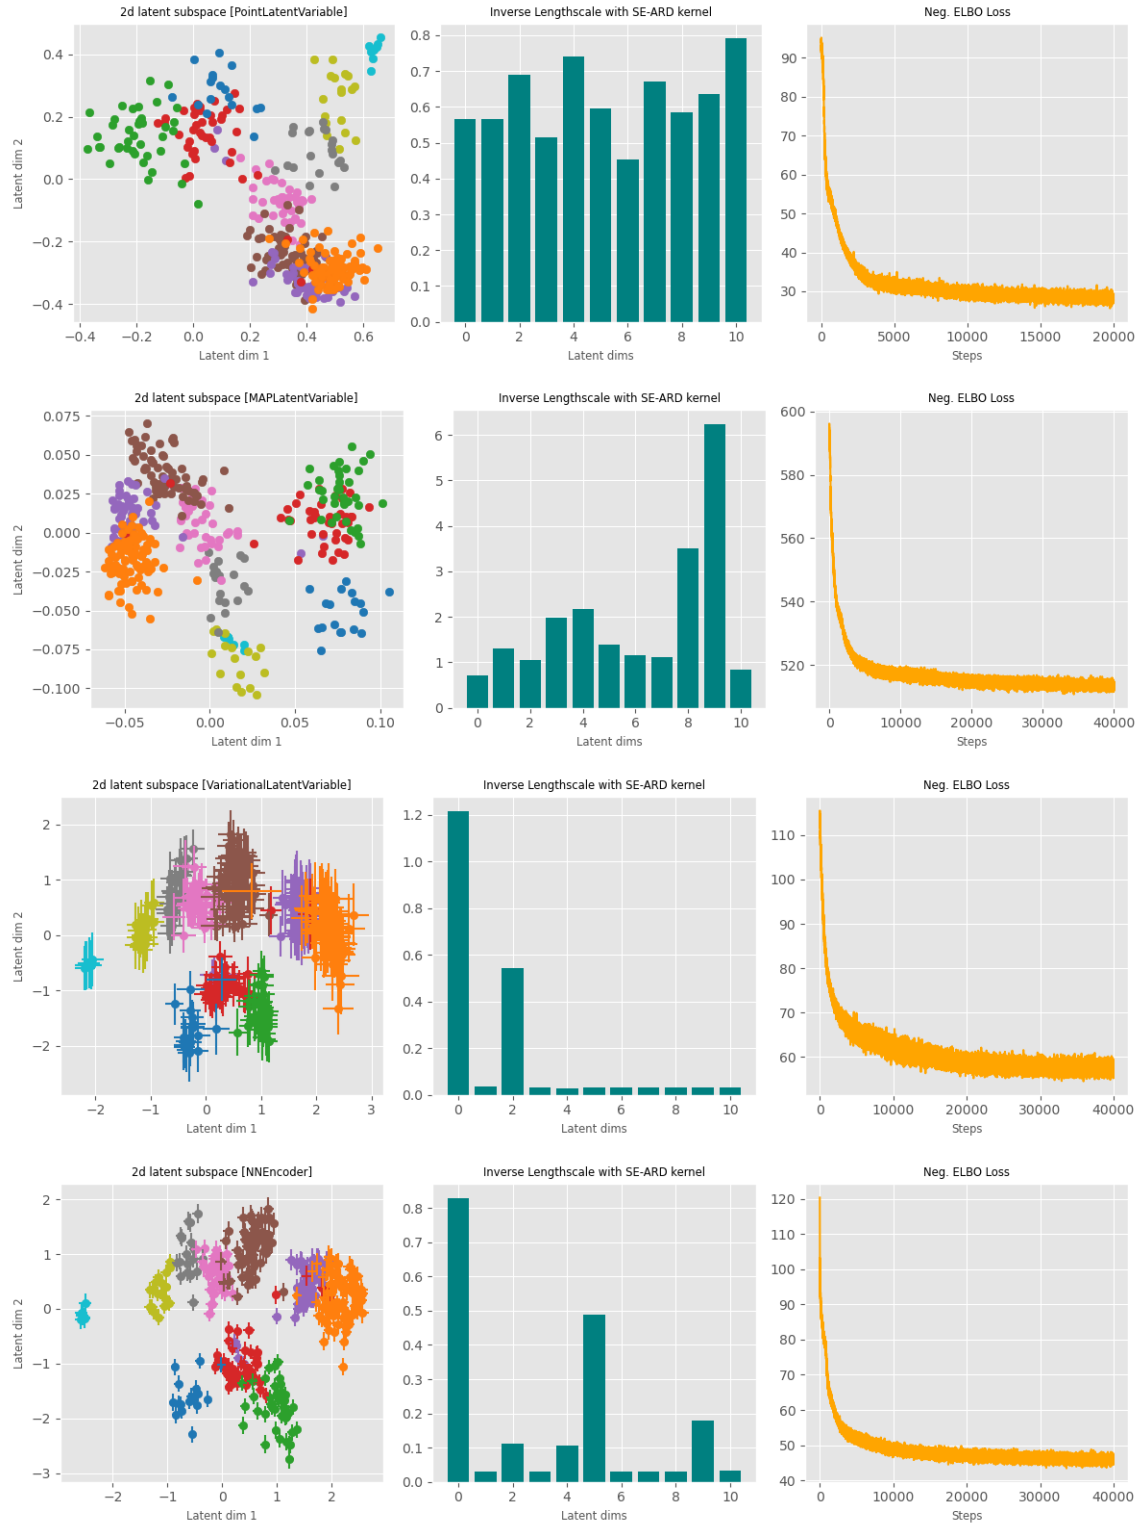 2d latent subspace [PointLatentVariable]
Inverse Lengthscale with SE-ARD kernel
Neg. ELBO Loss
0.4
0.2
0.0
−0.2
−0.4
Latent dim 2
−0.4 −0.2 0.0 0.2 0.4 0.6
Latent dim 1
0.8
0.7
0.6
0.5
0.4
0.3
0.2
0.1
0.0
0 2 4 6 8 10
Latent dims
90
80
70
60
50
40
30
0 5000 10000 15000 20000
Steps
2d latent subspace [MAPLatentVariable]
Inverse Lengthscale with SE-ARD kernel
Neg. ELBO Loss
0.075
0.050
0.025
0.000
−0.025
−0.050
−0.075
−0.100
Latent dim 2
−0.05 0.00 0.05 0.10
Latent dim 1
6
5
4
3
2
1
0
0 2 4 6 8 10
Latent dims
600
580
560
540
520
0 10000 20000 30000 40000
Steps
2d latent subspace [VariationalLatentVariable]
Inverse Lengthscale with SE-ARD kernel
Neg. ELBO Loss
2
1
0
−1
−2
Latent dim 2
−2 −1 0 1 2 3
Latent dim 1
1.2
1.0
0.8
0.6
0.4
0.2
0.0
0 2 4 6 8 10
Latent dims
110
100
90
80
70
60
0 10000 20000 30000 40000
Steps
2d latent subspace [NNEncoder]
Inverse Lengthscale with SE-ARD kernel
Neg. ELBO Loss
2
1
0
−1
−2
−3
Latent dim 2
−2 −1 0 1 2
Latent dim 1
0.8
0.7
0.6
0.5
0.4
0.3
0.2
0.1
0.0
0 2 4 6 8 10
Latent dims
120
110
100
90
80
70
60
50
40
0 10000 20000 30000 40000
Steps